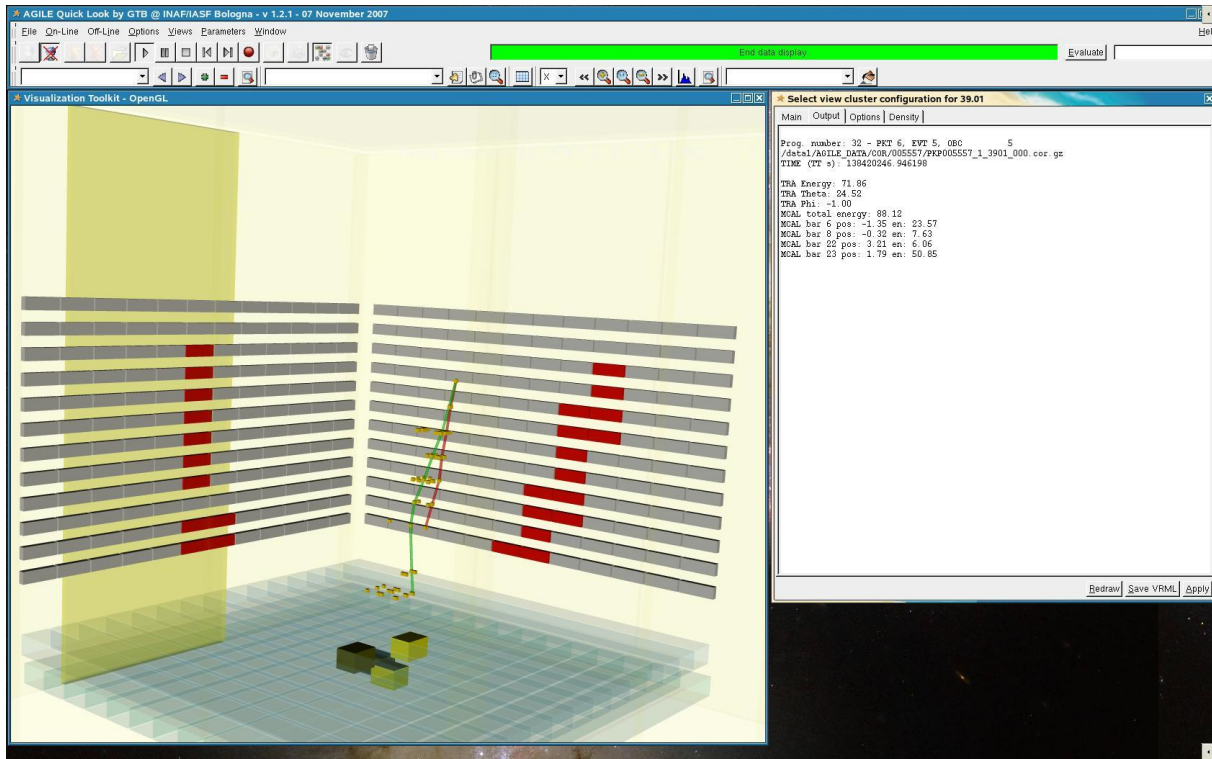 AGILE Quick Look by GTB @ INAF/IASF Bologna - v 1.2.1 - 07 November 2007
File On-Line Off-Line Options Views Parameters Window
End data display
Evaluate
X
Visualization Toolkit - OpenGL
Select view cluster configuration for 39.01
Main Output Options Density
Prog. number: 32 - PKT 6, EVT 5, OBC 5
/data1/AGILE_DATA/COR/005557/PKP005557_1_3901_000.cor.gz
TIME (TT s): 138420246.946198
TRA Energy: 71.86
TRA Theta: 24.52
TRA Phi: -1.00
MCAL total energy: 88.12
MCAL bar 6 pos: -1.35 en: 23.57
MCAL bar 8 pos: -0.32 en: 7.63
MCAL bar 22 pos: 3.21 en: 6.06
MCAL bar 23 pos: 1.79 en: 50.85
Redraw Save VRML Apply